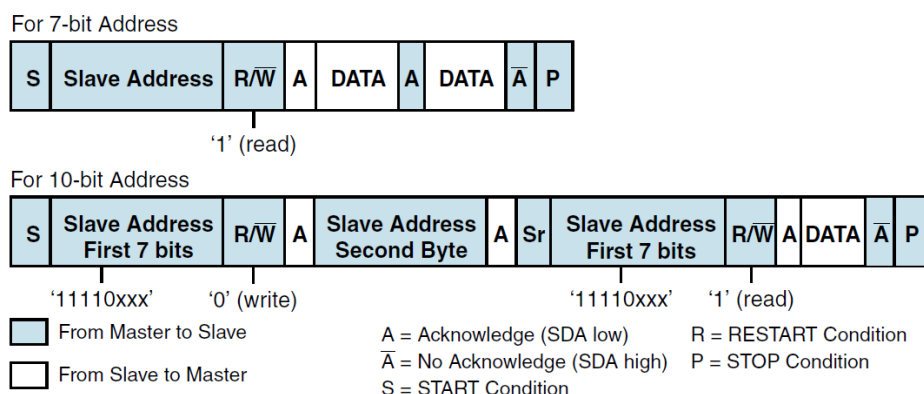 For 7-bit Address
S Slave Address R/W̅ A DATA A DATA A̅ P
'1' (read)
For 10-bit Address
S Slave Address First 7 bits R/W̅ A Slave Address Second Byte A Sr Slave Address First 7 bits R/W̅ A DATA A̅ P
'11110xxx' '0' (write) '11110xxx' '1' (read)
From Master to Slave
From Slave to Master
A = Acknowledge (SDA low)
A̅ = No Acknowledge (SDA high)
S = START Condition
R = RESTART Condition
P = STOP Condition